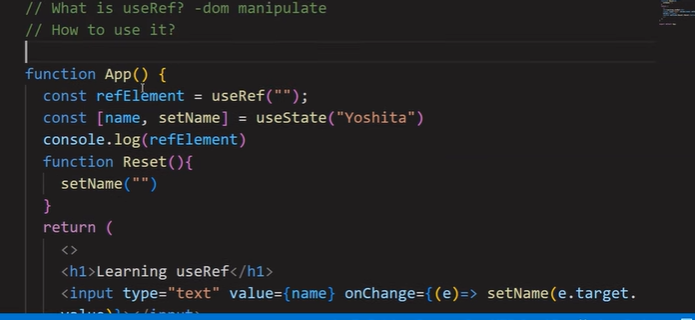 // What is useRef? -dom manipulate
// How to use it?
function App() {
const refElement = useRef("");
const [name, setName] = useState("Yoshita")
console.log(refElement)
function Reset(){
setName("")
}
return (
<>
<h1>Learning useRef</h1>
<input type="text" value={name} onChange={(e)=> setName(e.target.
value)}></input>